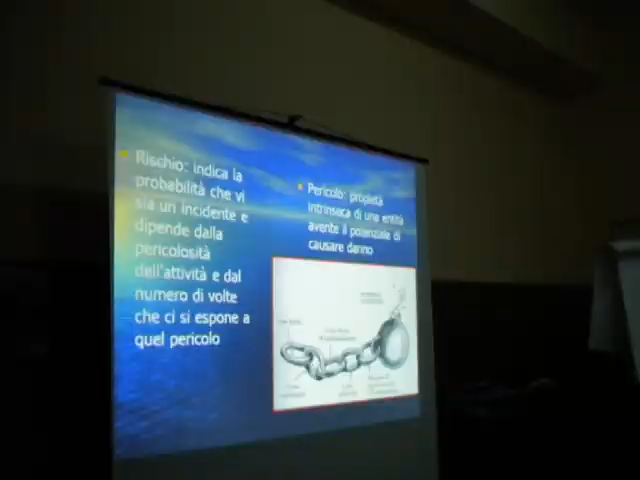 Rischio: indica la
probabilità che vi
sia un incidente e
dipende dalla
pericolosità
dell'attività e dal
numero di volte
che ci si espone a
quel pericolo
Pericolo: propietà
intrinseca di una entità
avente il potenziale di
causare danno